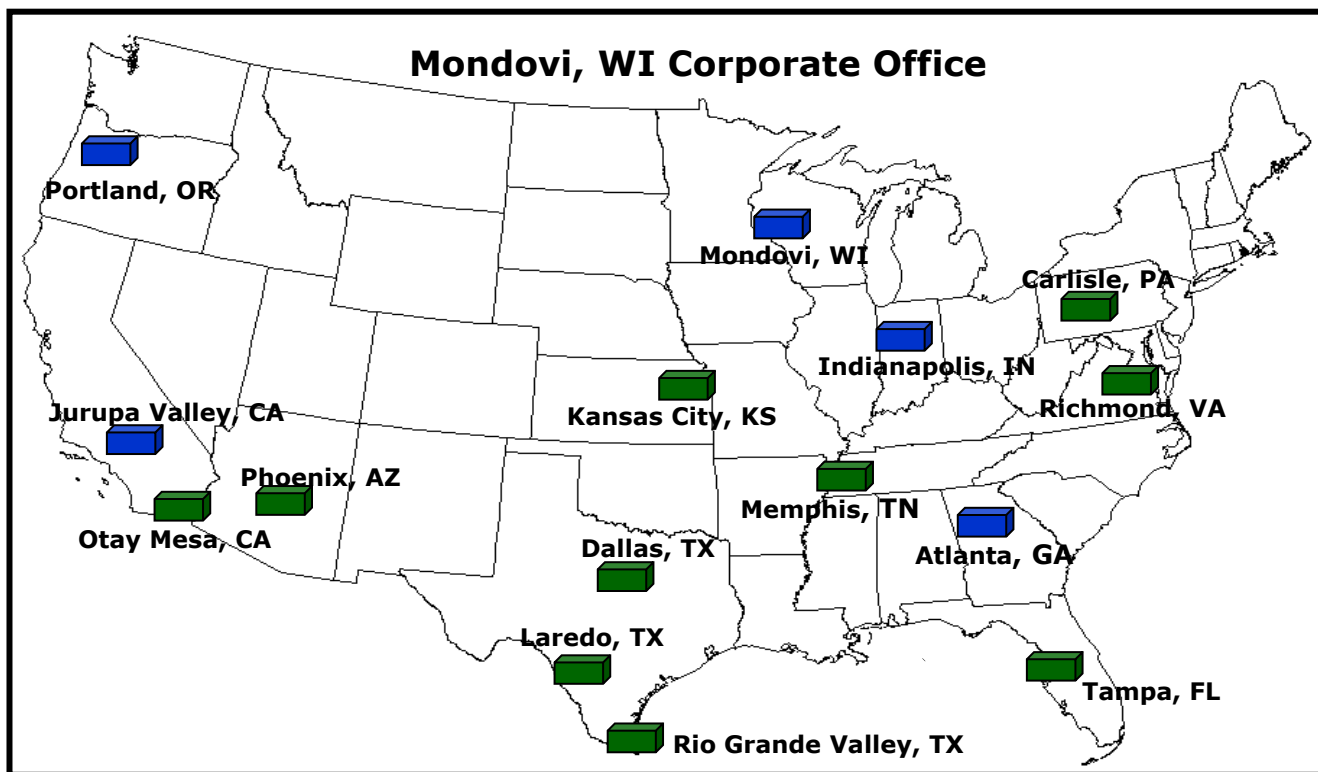 Mondovi, WI Corporate Office
Portland, OR
Mondovi, WI
Carlisle, PA
Indianapolis, IN
Kansas City, KS
Richmond, VA
Jurupa Valley, CA
Phoenix, AZ
Memphis, TN
Otay Mesa, CA
Dallas, TX
Atlanta, GA
Laredo, TX
Tampa, FL
Rio Grande Valley, TX